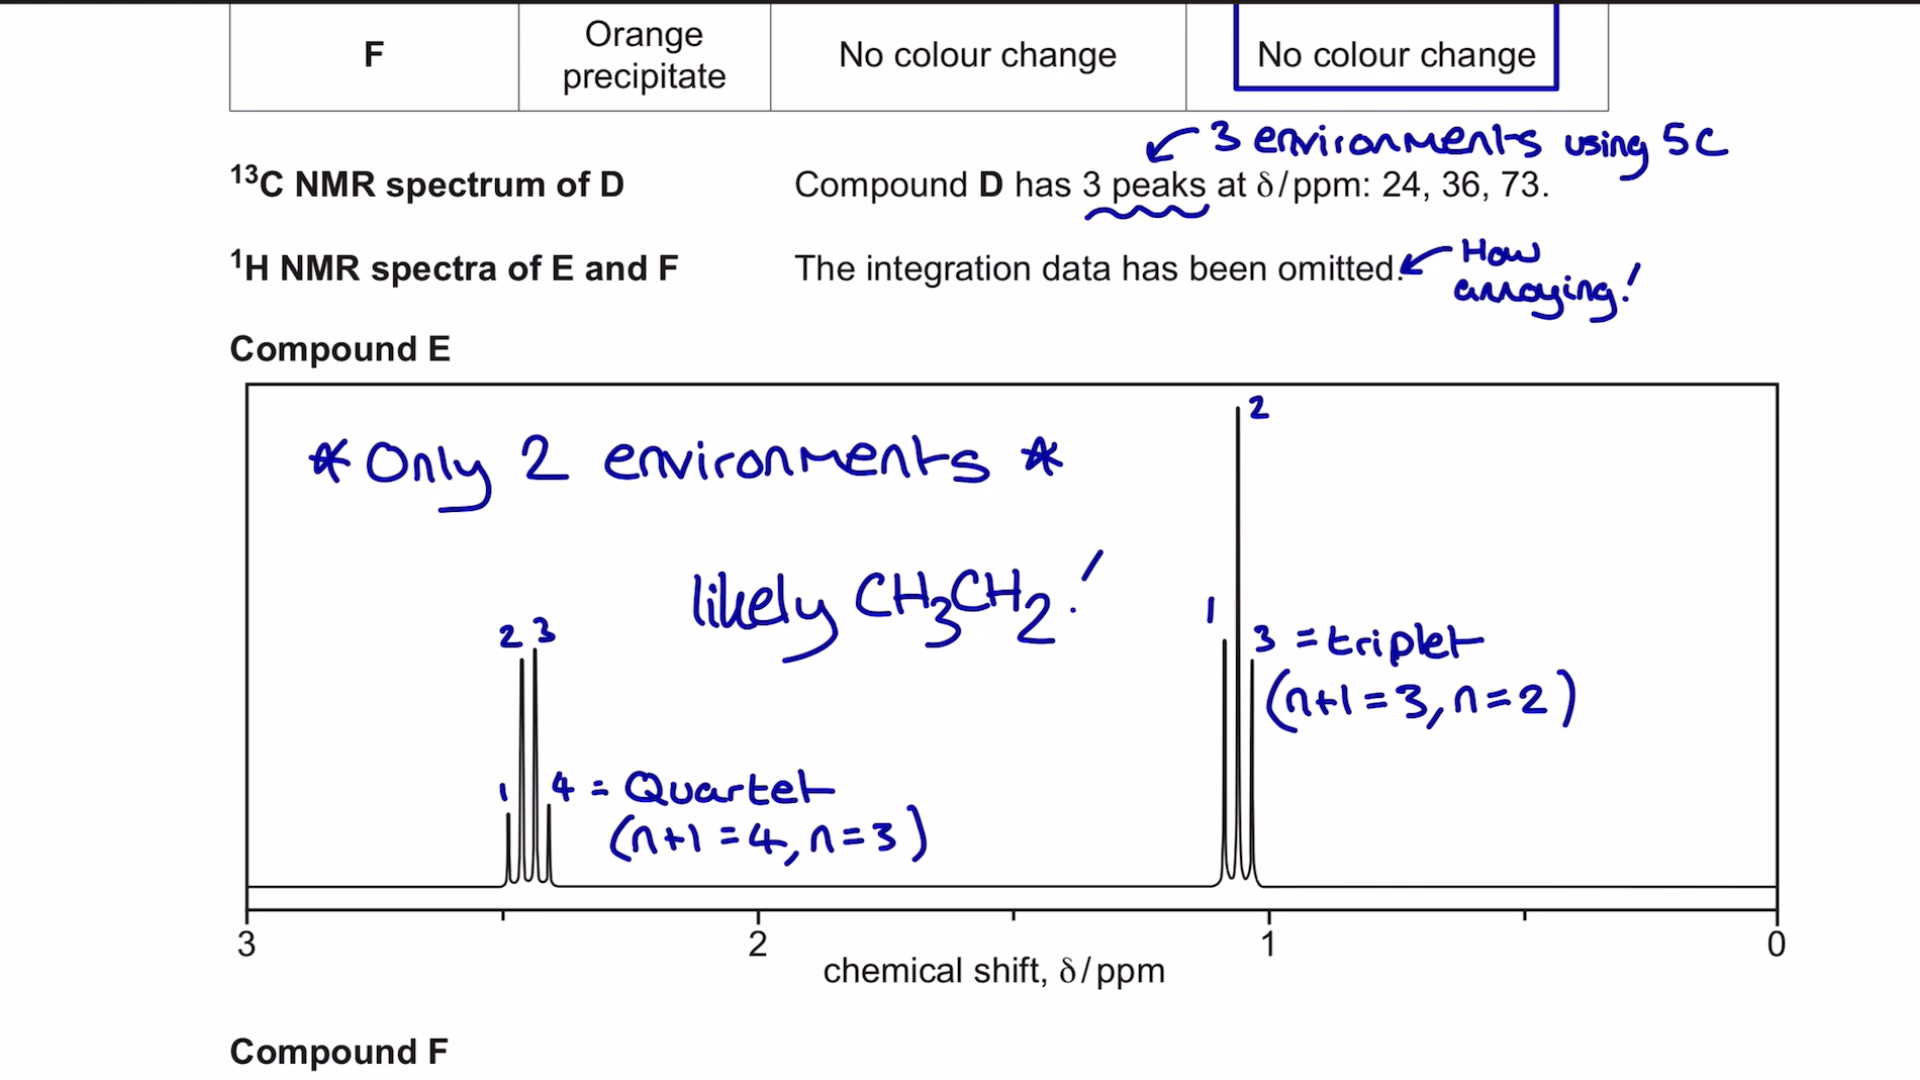 F
Orange
precipitate
No colour change
No colour change
3 environments using 5C
¹³C NMR spectrum of D
Compound D has 3 peaks at δ/ppm: 24, 36, 73.
¹H NMR spectra of E and F
The integration data has been omitted.
How
annoying!
Compound E
2
* Only 2 environments *
likely CH₃CH₂!
1
2 3
3 = triplet
(n+1=3, n=2)
1
4 = Quartet
(n+1=4, n=3)
3 2 1 0
chemical shift, δ/ppm
Compound F